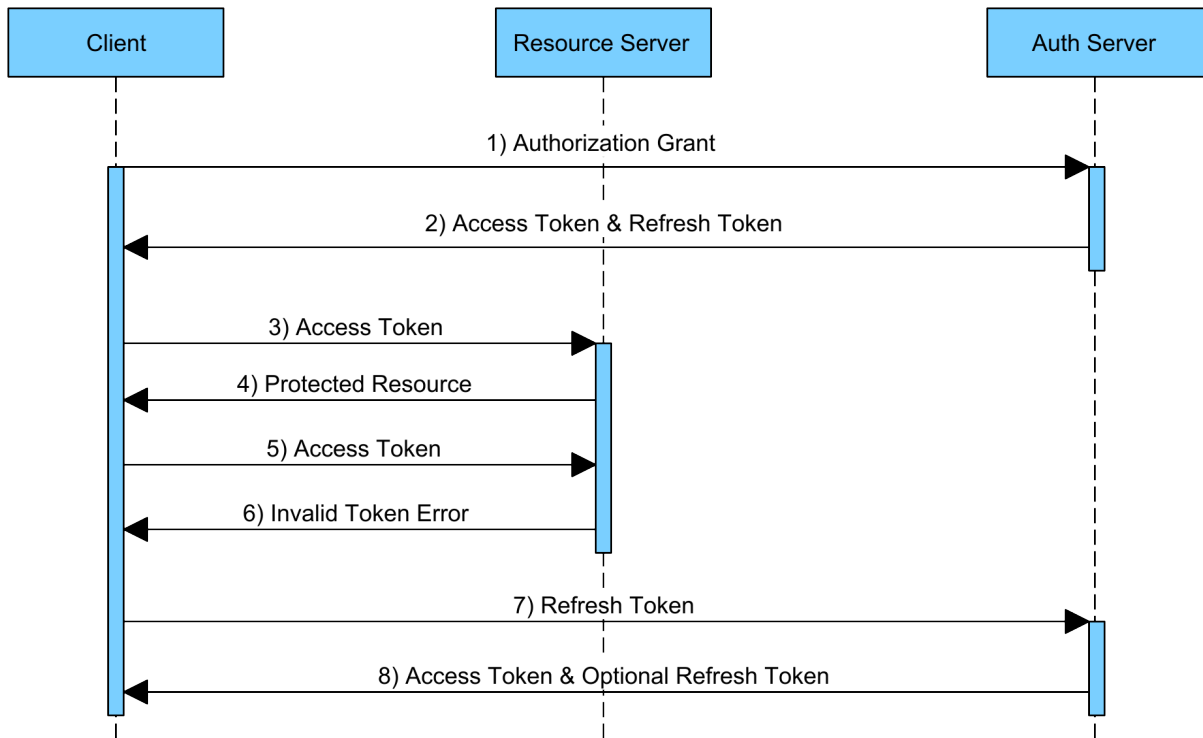 Client
Resource Server
Auth Server
1) Authorization Grant
2) Access Token & Refresh Token
3) Access Token
4) Protected Resource
5) Access Token
6) Invalid Token Error
7) Refresh Token
8) Access Token & Optional Refresh Token